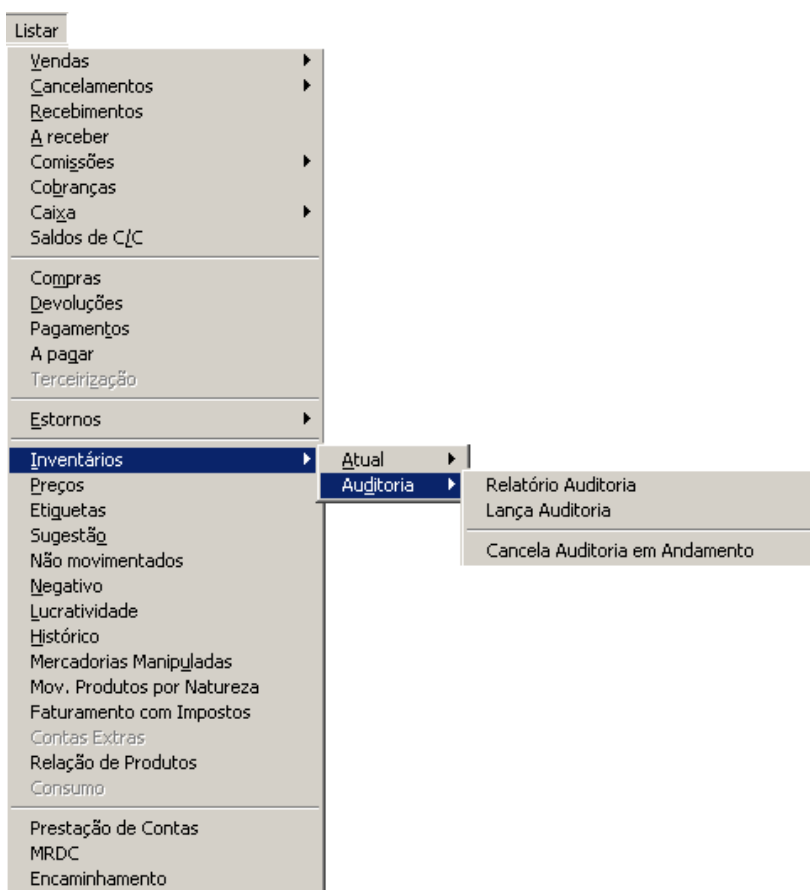 Listar
Vendas
Cancelamentos
Recebimentos
A receber
Comissões
Cobranças
Caixa
Saldos de C/C
Compras
Devoluções
Pagamentos
A pagar
Terceirização
Estornos
Inventários
Atual
Auditoria
Relatório Auditoria
Lança Auditoria
Cancela Auditoria em Andamento
Preços
Etiquetas
Sugestão
Não movimentados
Negativo
Lucratividade
Histórico
Mercadorias Manipuladas
Mov. Produtos por Natureza
Faturamento com Impostos
Contas Extras
Relação de Produtos
Consumo
Prestação de Contas
MRDC
Encaminhamento